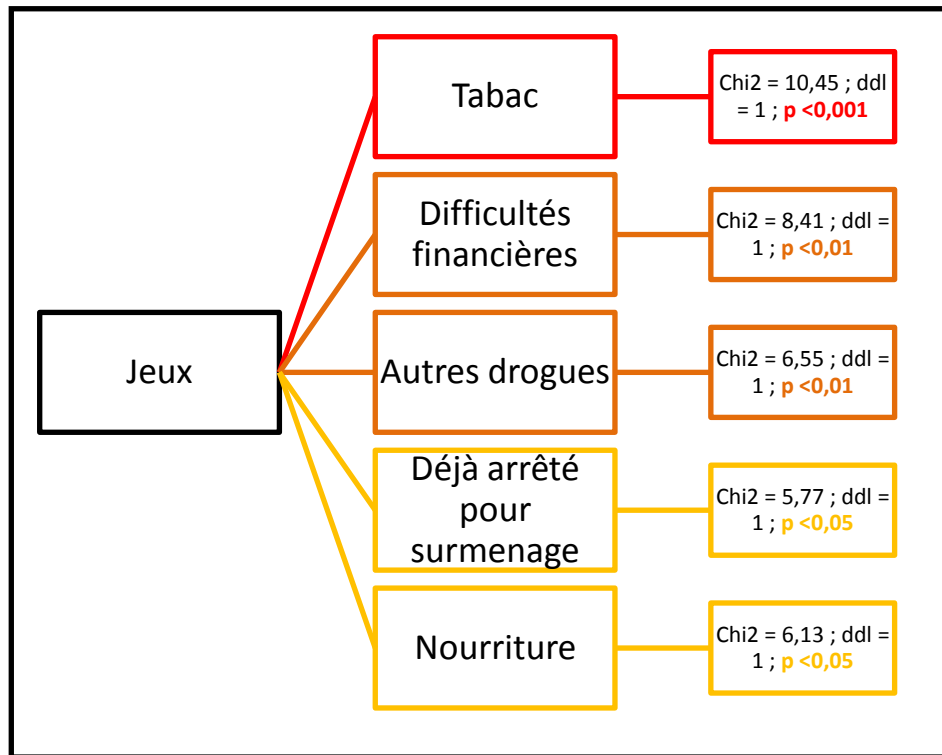 Tabac
Chi2 = 10,45 ; ddl
= 1 ; p <0,001
Difficultés
financières
Chi2 = 8,41 ; ddl =
1 ; p <0,01
Jeux
Autres drogues
Chi2 = 6,55 ; ddl =
1 ; p <0,01
Déjà arrêté
pour
surmenage
Chi2 = 5,77 ; ddl =
1 ; p <0,05
Nourriture
Chi2 = 6,13 ; ddl =
1 ; p <0,05